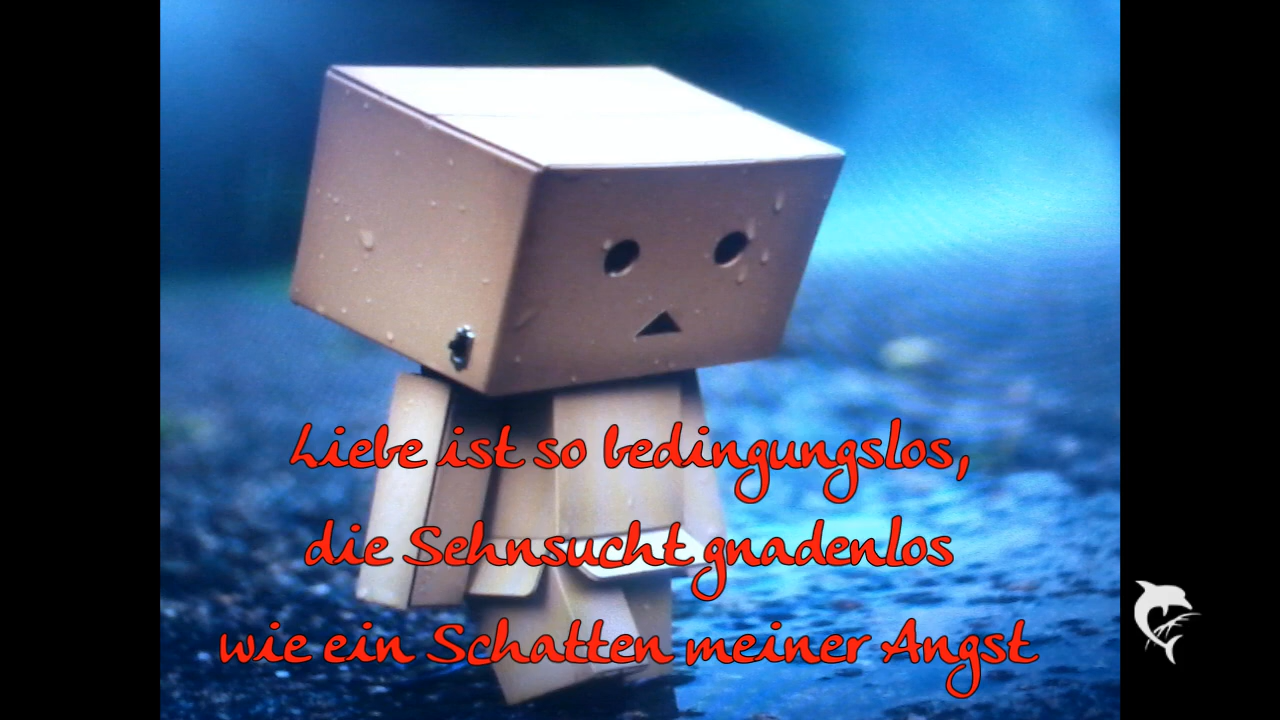 Liebe ist so bedingungslos,
die Sehnsucht gnadenlos
wie ein Schatten meiner Angst